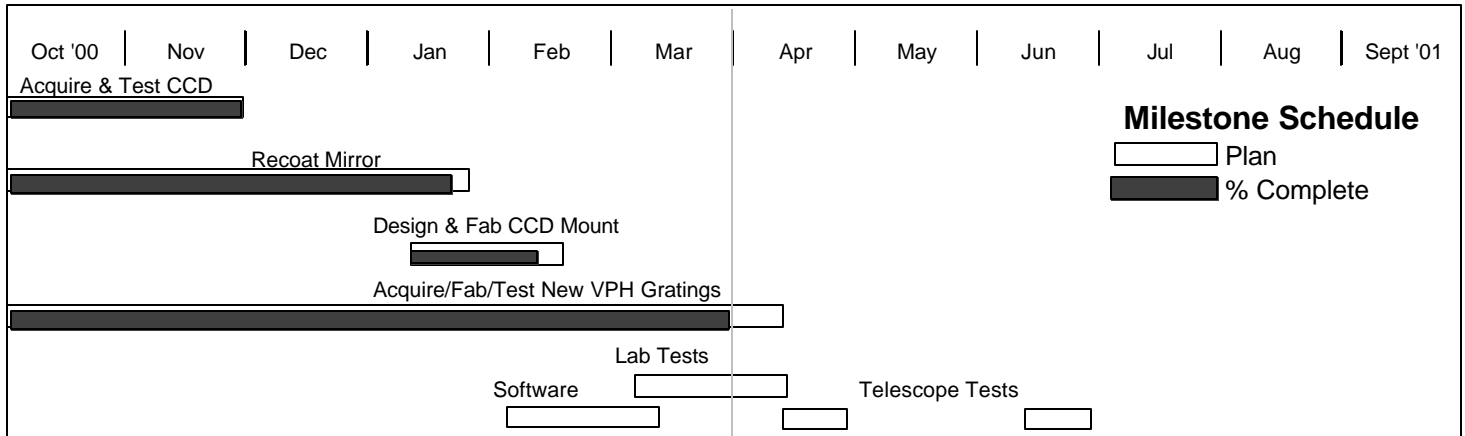 Oct '00 Nov Dec Jan Feb Mar Apr May Jun Jul Aug Sept '01
Acquire & Test CCD
Milestone Schedule
Plan
% Complete
Recoat Mirror
Design & Fab CCD Mount
Acquire/Fab/Test New VPH Gratings
Lab Tests
Software
Telescope Tests